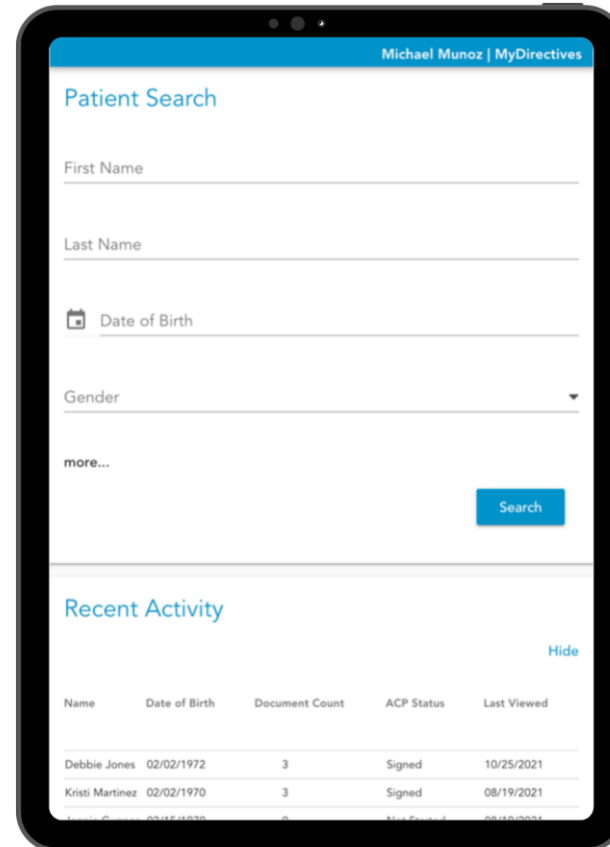 Michael Munoz | MyDirectives
Patient Search
First Name
Last Name
Date of Birth
Gender
more...
Search
Recent Activity
Hide
Name Date of Birth Document Count ACP Status Last Viewed
Debbie Jones 02/02/1972 3 Signed 10/25/2021
Kristi Martinez 02/02/1970 3 Signed 08/19/2021